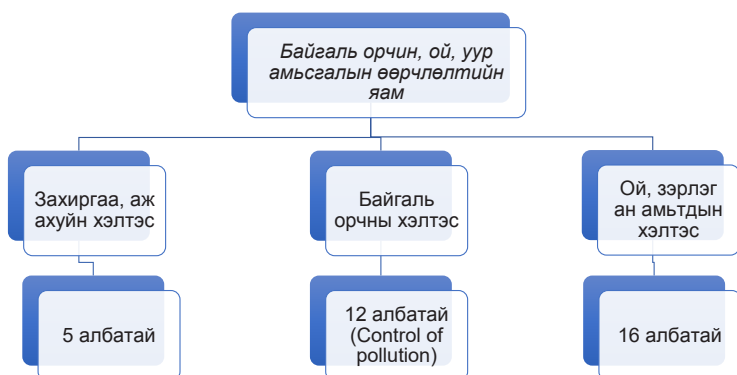 Байгаль орчин, ой, уур
амьсгалын өөрчлөлтийн
яам
Захиргаа, аж
ахуйн хэлтэс
Байгаль
орчны хэлтэс
Ой, зэрлэг
ан амьтдын
хэлтэс
5 албатай
12 албатай
(Control of
pollution)
16 албатай